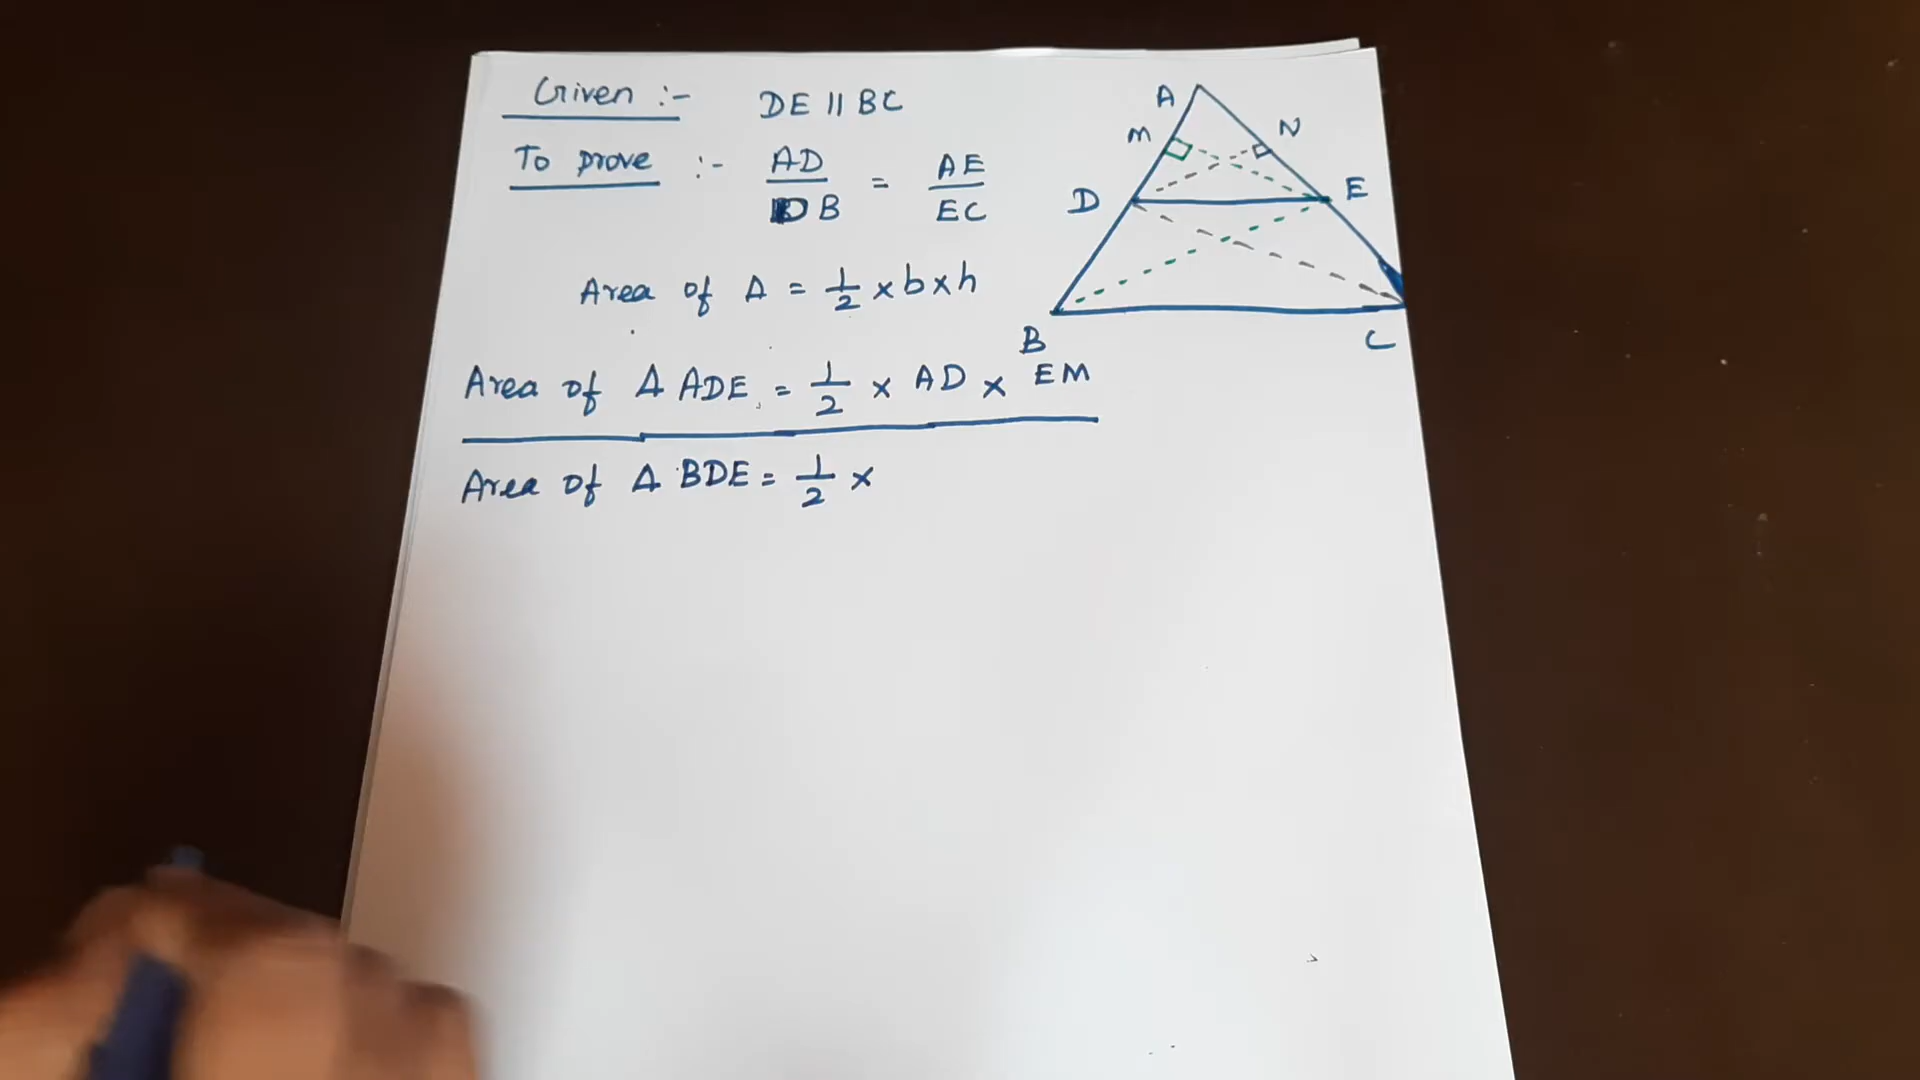 Given :- DE || BC
To prove :- AD/DB = AE/EC
Area of Δ = 1/2 × b × h
Area of Δ ADE = 1/2 × AD × EM
Area of Δ BDE = 1/2 ×
A
M
N
D
E
B
C